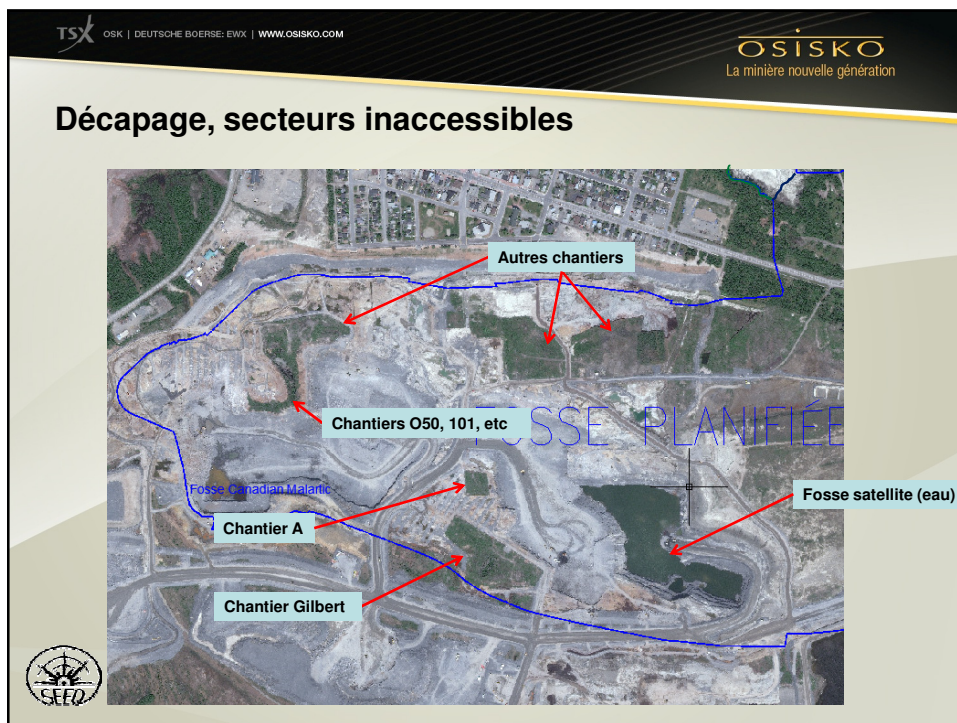 TSX OSK | DEUTSCHE BOERSE: EWX | WWW.OSISKO.COM
OSISKO
La minière nouvelle génération
Décapage, secteurs inaccessibles
Autres chantiers
Chantiers O50, 101, etc
FOSSE PLANIFIÉE
Fosse Canadian Malartic
Fosse satellite (eau)
Chantier A
Chantier Gilbert
SEEQ